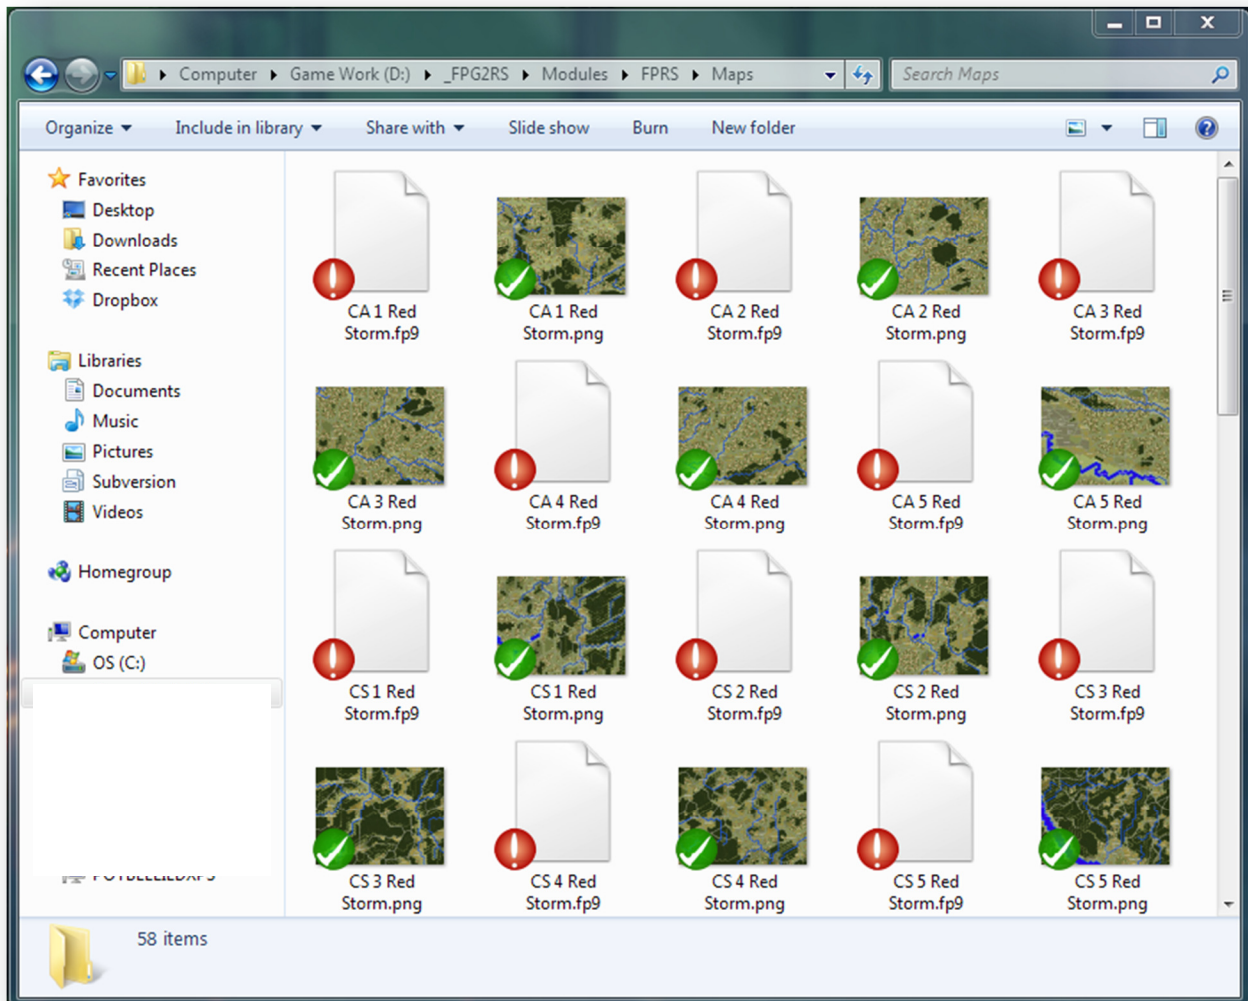 Computer Game Work (D:) _FPG2RS Modules FPRS Maps
Search Maps
Organize Include in library Share with Slide show Burn New folder
Favorites
Desktop
Downloads
Recent Places
Dropbox
Libraries
Documents
Music
Pictures
Subversion
Videos
Homegroup
Computer
OS (C:)
CA 1 Red
Storm.fp9
CA 1 Red
Storm.png
CA 2 Red
Storm.fp9
CA 2 Red
Storm.png
CA 3 Red
Storm.fp9
CA 3 Red
Storm.png
CA 4 Red
Storm.fp9
CA 4 Red
Storm.png
CA 5 Red
Storm.fp9
CA 5 Red
Storm.png
CS 1 Red
Storm.fp9
CS 1 Red
Storm.png
CS 2 Red
Storm.fp9
CS 2 Red
Storm.png
CS 3 Red
Storm.fp9
CS 3 Red
Storm.png
CS 4 Red
Storm.fp9
CS 4 Red
Storm.png
CS 5 Red
Storm.fp9
CS 5 Red
Storm.png
58 items